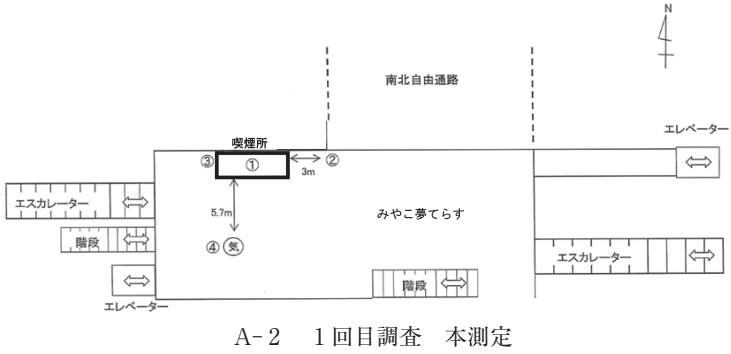 N
南北自由通路
エレベーター
喫煙所
③
①
②
3m
エスカレーター
5.7m
みやこ夢てらす
階段
④ 気
エスカレーター
階段
エレベーター
A-2 1回目調査 本測定